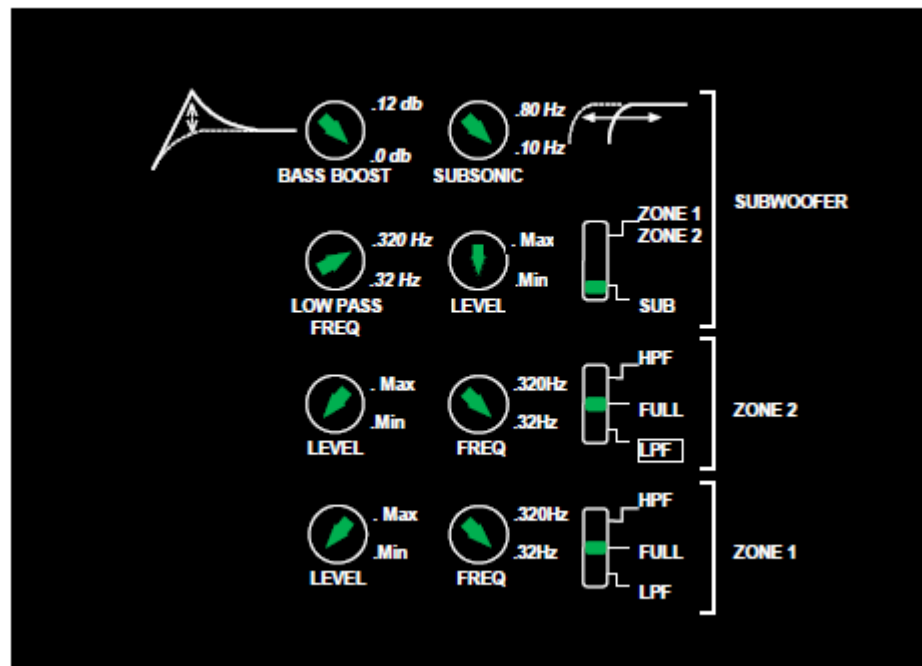 .12 db
.80 Hz
.0 db
.10 Hz
BASS BOOST
SUBSONIC
SUBWOOFER
ZONE 1
ZONE 2
.320 Hz
. Max
.32 Hz
.Min
SUB
LOW PASS
FREQ
LEVEL
HPF
. Max
.320Hz
FULL
ZONE 2
.Min
.32Hz
LPF
LEVEL
FREQ
HPF
. Max
.320Hz
FULL
ZONE 1
.Min
.32Hz
LPF
LEVEL
FREQ